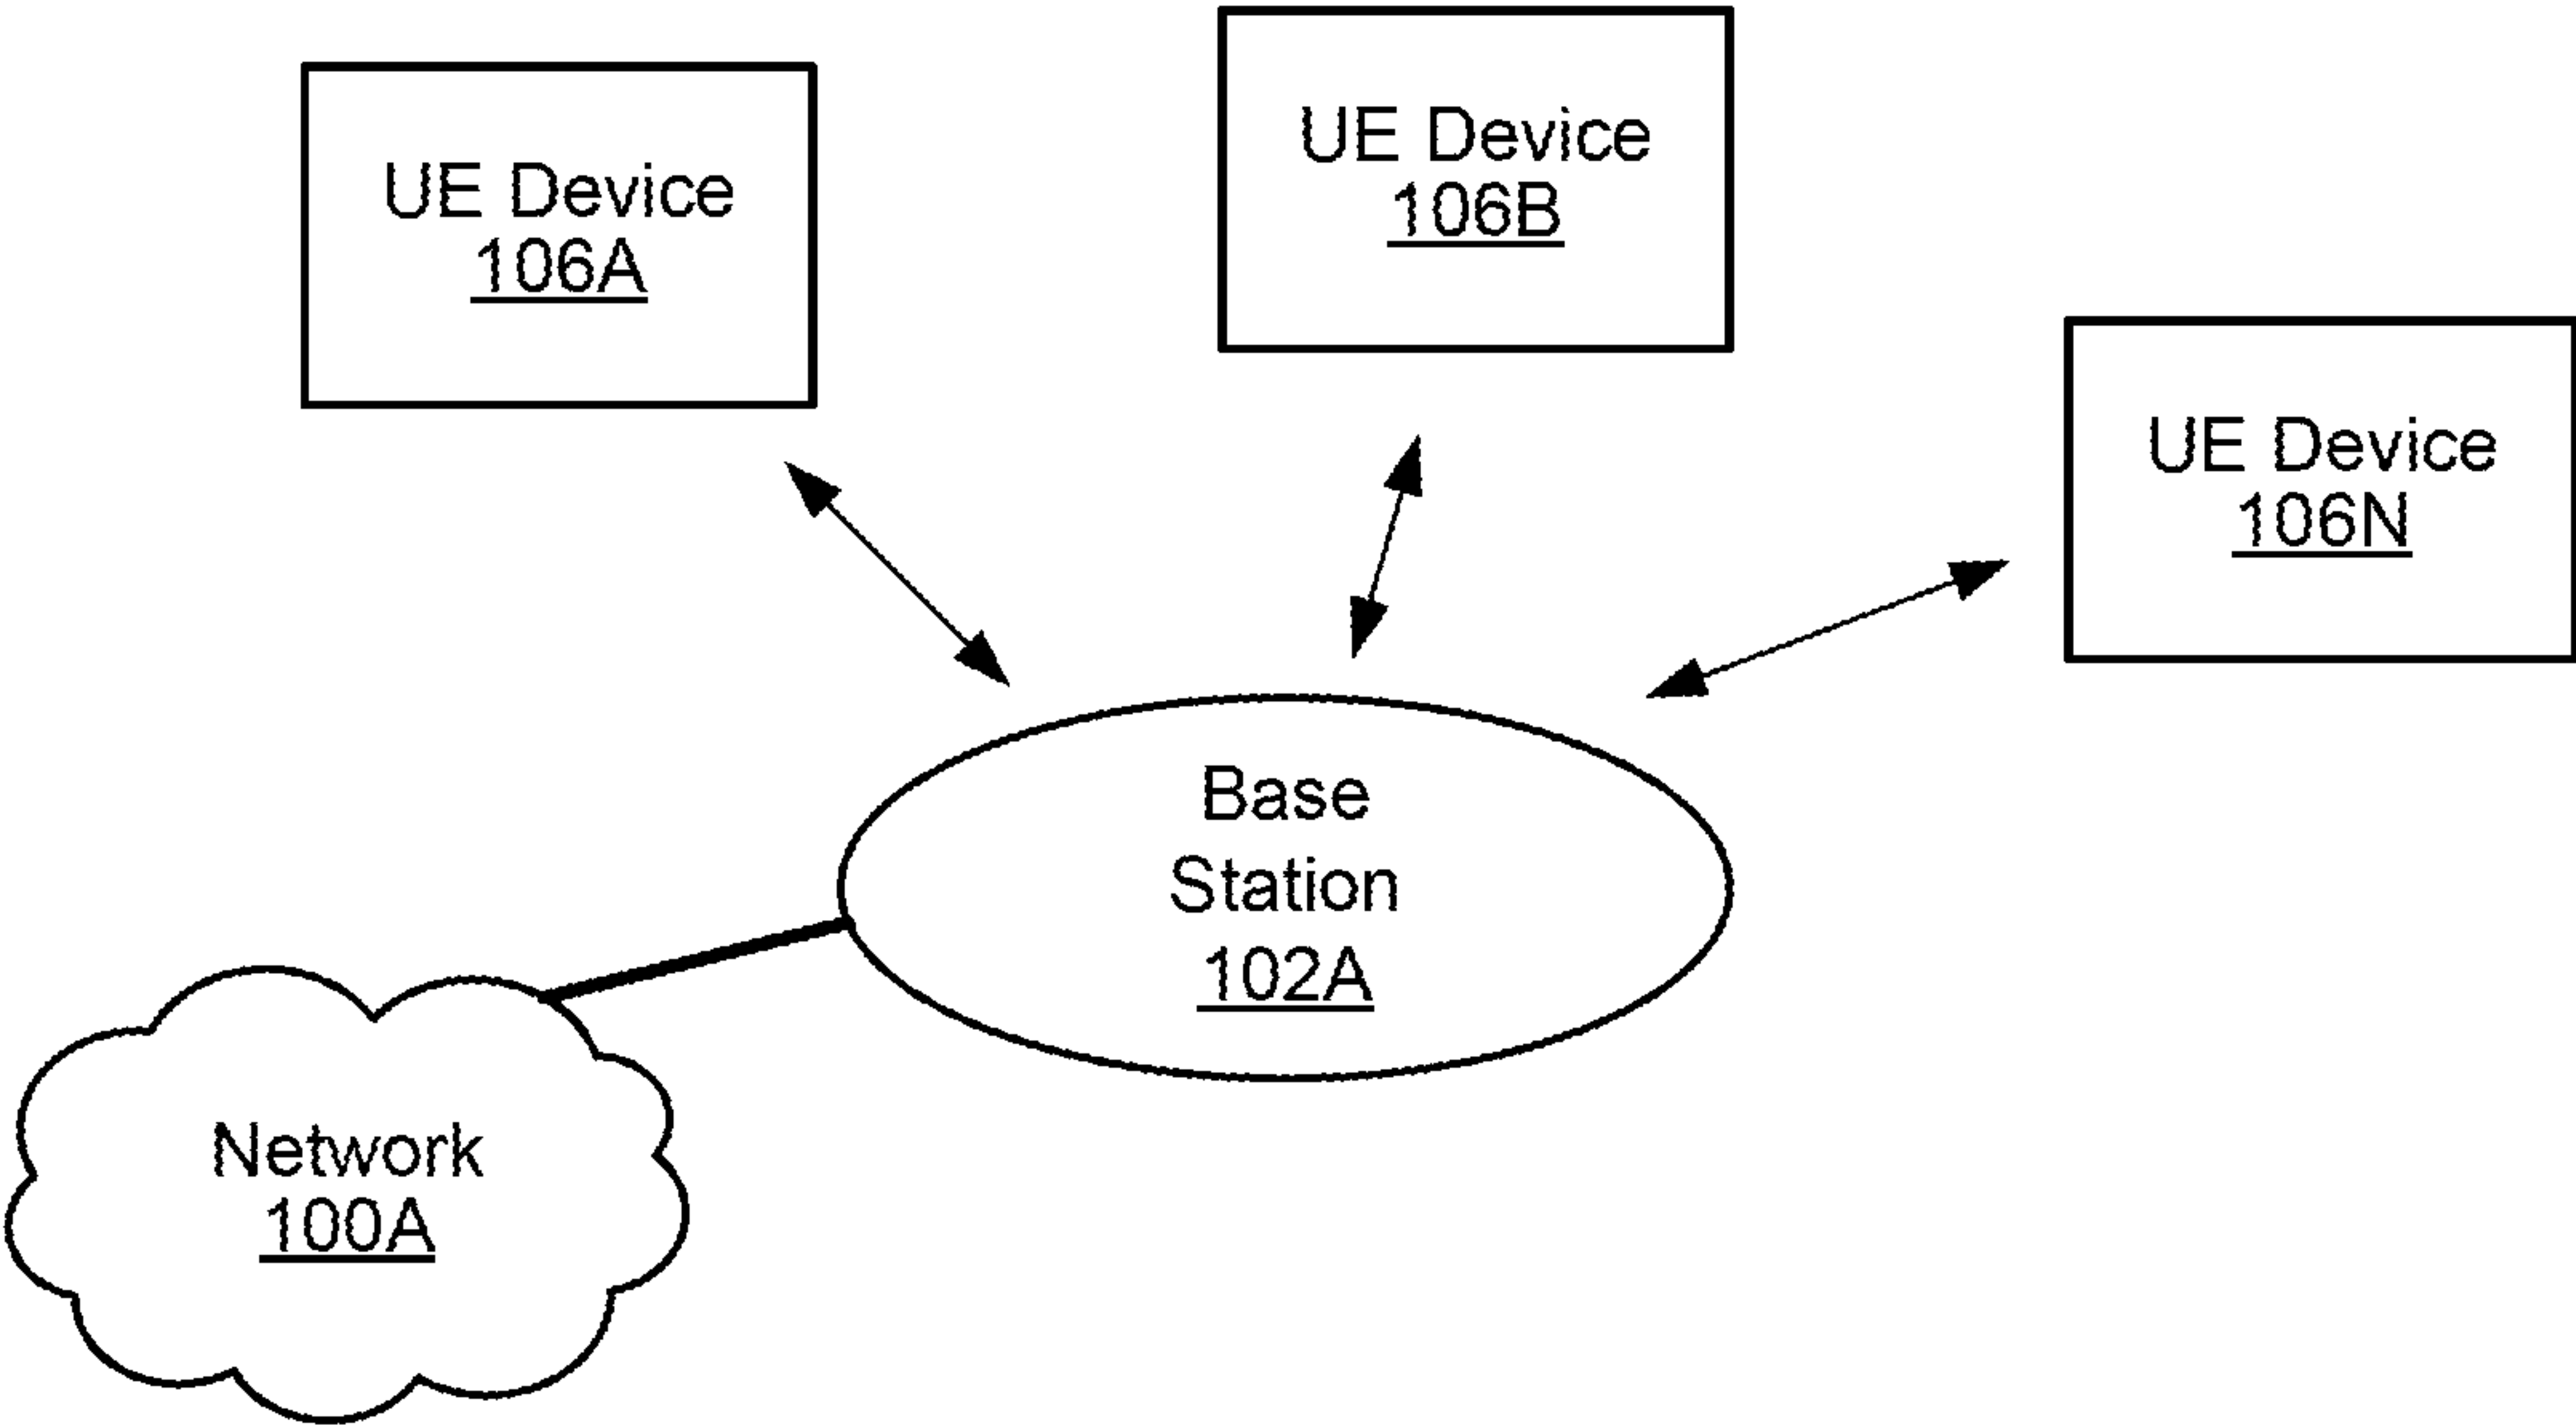 UE Device
106A
UE Device
106B
UE Device
106N
Base
Station
102A
Network
100A